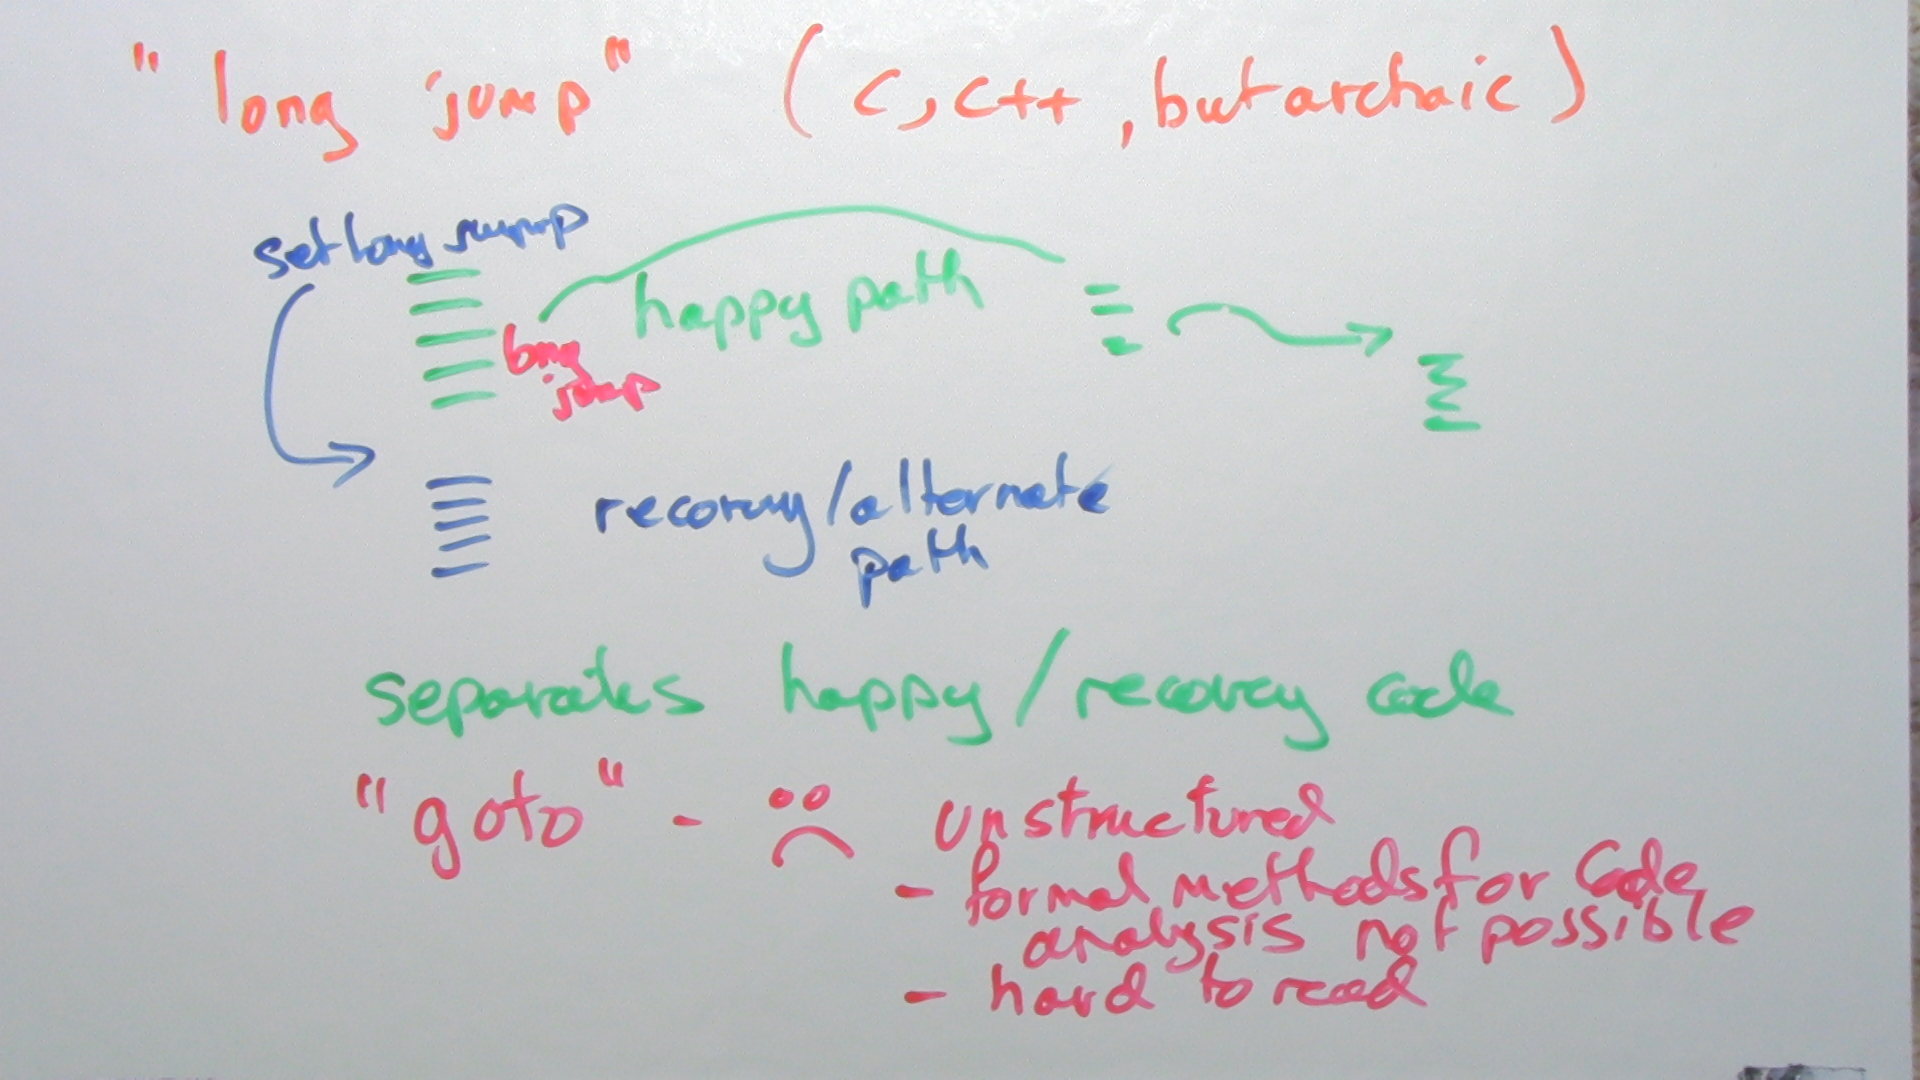 "long jump" (C, C++, but archaic)
set long jump
happy path
long
jump
recovery/alternate
path
separates happy/recovery code
"goto" - unstructured
- formal methods for code
analysis not possible
- hard to read